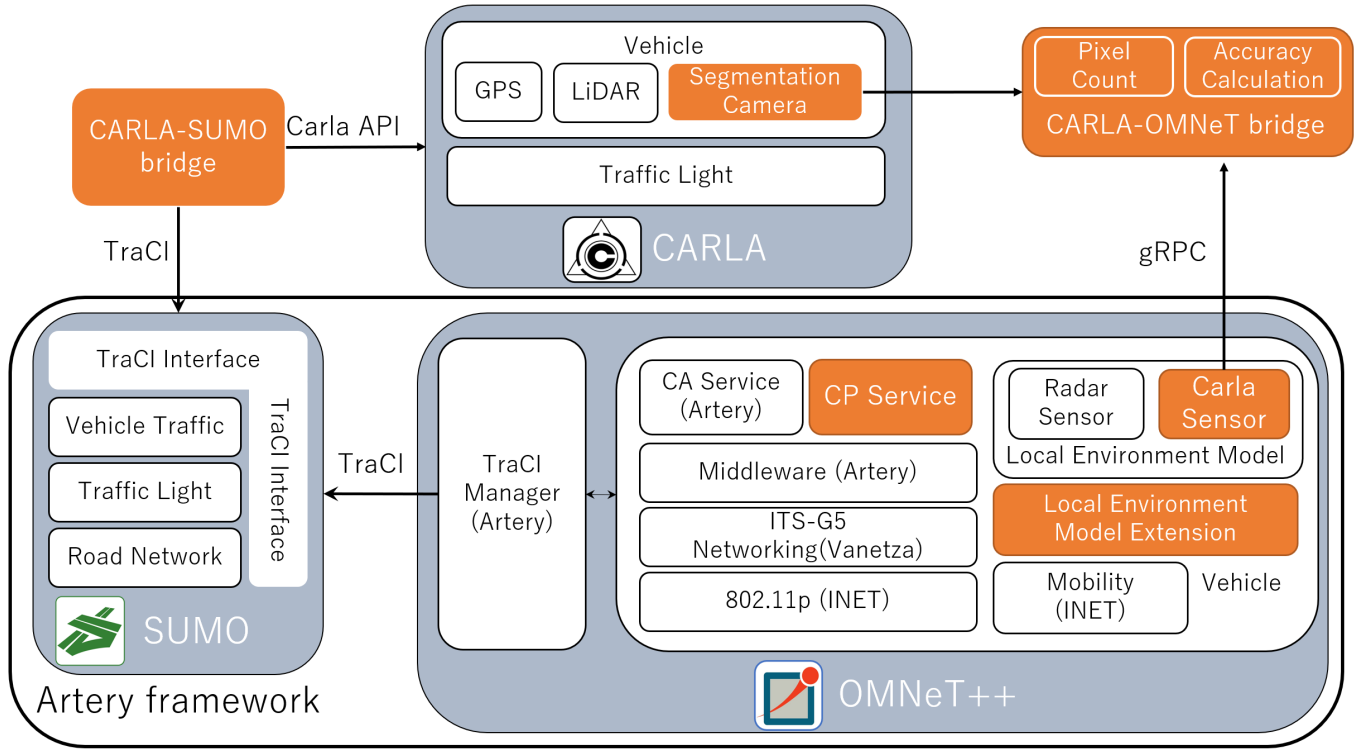 Vehicle
GPS
LiDAR
Segmentation
Camera
Traffic Light
CARLA
CARLA-SUMO
bridge
Carla API
TraCI
Pixel
Count
Accuracy
Calculation
CARLA-OMNeT bridge
gRPC
TraCI Interface
TraCI Interface
Vehicle Traffic
Traffic Light
Road Network
SUMO
Artery framework
TraCI
TraCI
Manager
(Artery)
CA Service
(Artery)
CP Service
Middleware (Artery)
ITS-G5
Networking(Vanetza)
802.11p (INET)
Radar
Sensor
Carla
Sensor
Local Environment Model
Local Environment
Model Extension
Mobility
(INET)
Vehicle
OMNeT++